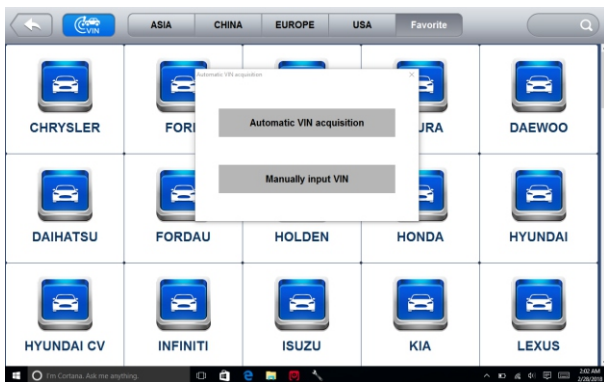 VIN
ASIA
CHINA
EUROPE
USA
Favorite
Automatic VIN acquisition
Automatic VIN acquisition
Manually input VIN
CHRYSLER
DAEWOO
DAIHATSU
FORDAU
HOLDEN
HONDA
HYUNDAI
HYUNDAI CV
INFINITI
ISUZU
KIA
LEXUS
I'm Cortana. Ask me anything.
2:02 AM
2/28/2018